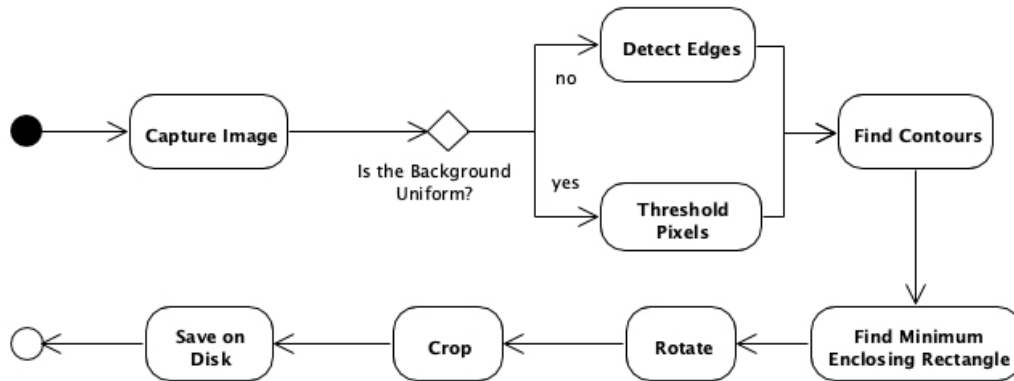 Capture Image
Is the Background
Uniform?
no
Detect Edges
yes
Threshold
Pixels
Find Contours
Find Minimum
Enclosing Rectangle
Rotate
Crop
Save on
Disk